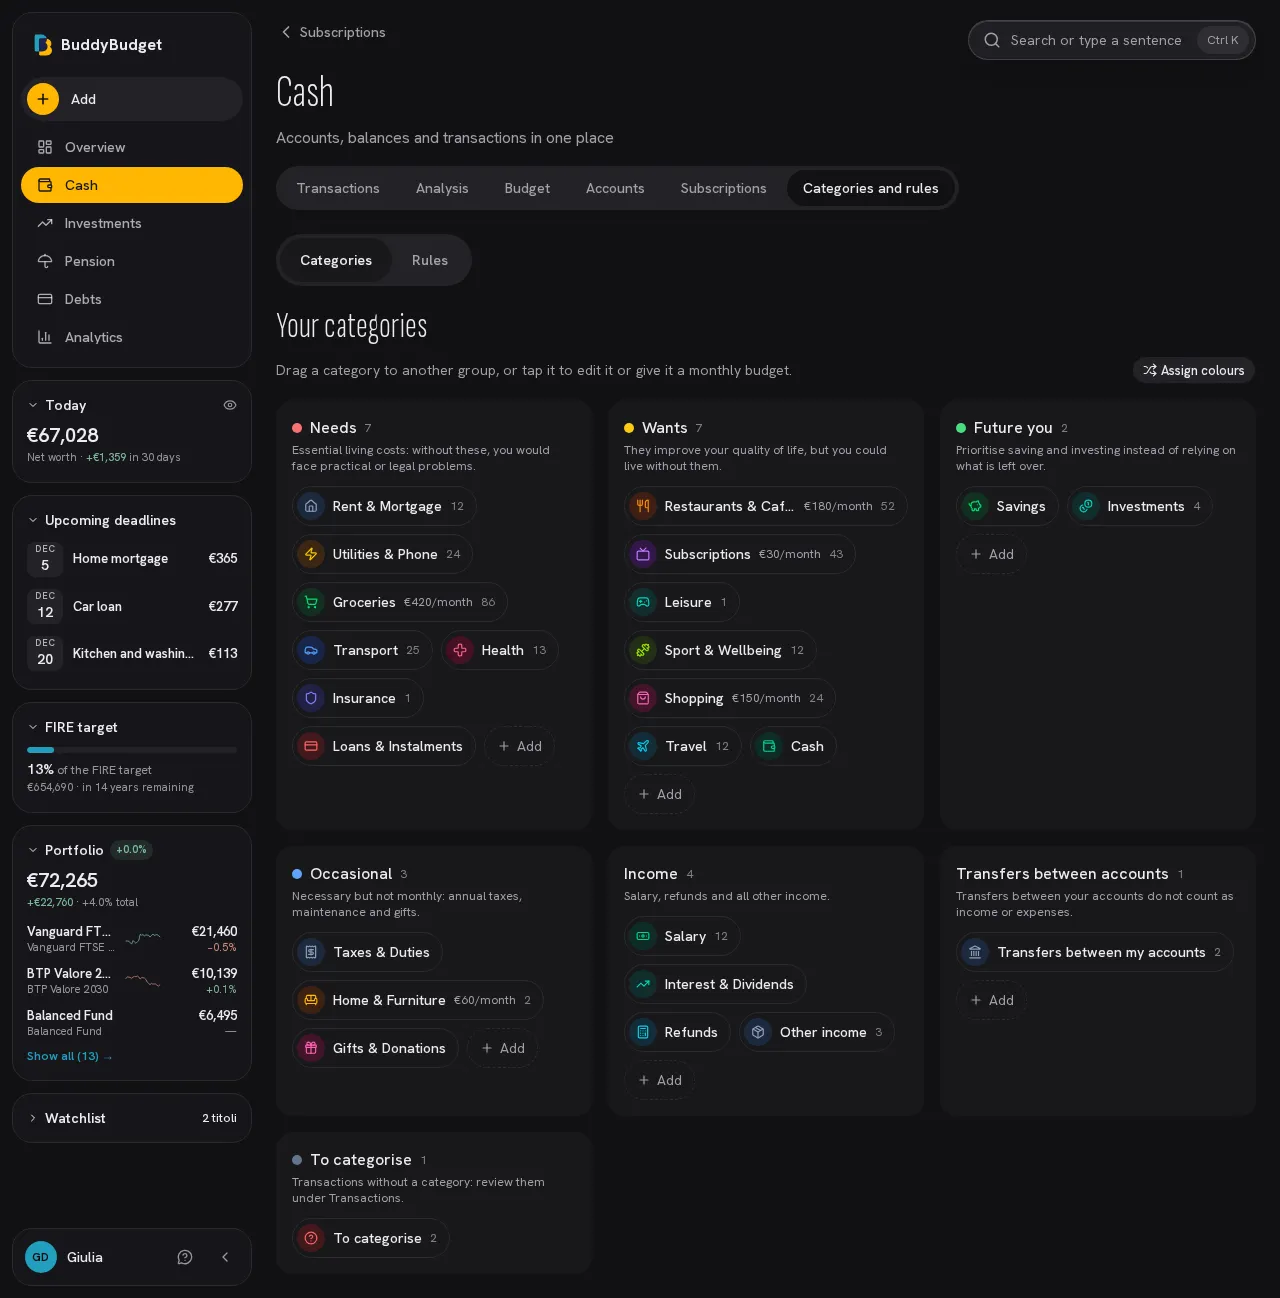 BuddyBudget
Add
Overview
Cash
Investments
Pension
Debts
Analytics
Today
€67,028
Net worth · +€1,359 in 30 days
Upcoming deadlines
DEC
5
Home mortgage
€365
DEC
12
Car loan
€277
DEC
20
Kitchen and washin...
€113
FIRE target
13% of the FIRE target
€654,690 · in 14 years remaining
Portfolio +0.0%
€72,265
+€22,760 · +4.0% total
Vanguard FT...
€21,460
Vanguard FTSE ...
-0.5%
BTP Valore 2...
€10,139
BTP Valore 2030
+0.1%
Balanced Fund
€6,495
Balanced Fund
—
Show all (13) →
Watchlist
2 titoli
GD
Giulia
Subscriptions
Search or type a sentence
Ctrl K
Cash
Accounts, balances and transactions in one place
Transactions
Analysis
Budget
Accounts
Subscriptions
Categories and rules
Categories
Rules
Your categories
Drag a category to another group, or tap it to edit it or give it a monthly budget.
Assign colours
Needs 7
Essential living costs: without these, you would
face practical or legal problems.
Rent & Mortgage 12
Utilities & Phone 24
Groceries €420/month 86
Transport 25
Health 13
Insurance 1
Loans & Instalments
+ Add
Wants 7
They improve your quality of life, but you could
live without them.
Restaurants & Caf... €180/month 52
Subscriptions €30/month 43
Leisure 1
Sport & Wellbeing 12
Shopping €150/month 24
Travel 12
Cash
+ Add
Future you 2
Prioritise saving and investing instead of relying on
what is left over.
Savings
Investments 4
+ Add
Occasional 3
Necessary but not monthly: annual taxes,
maintenance and gifts.
Taxes & Duties
Home & Furniture €60/month 2
Gifts & Donations
+ Add
Income 4
Salary, refunds and all other income.
Salary 12
Interest & Dividends
Refunds
Other income 3
+ Add
Transfers between accounts 1
Transfers between your accounts do not count as
income or expenses.
Transfers between my accounts 2
+ Add
To categorise 1
Transactions without a category: review them
under Transactions.
To categorise 2